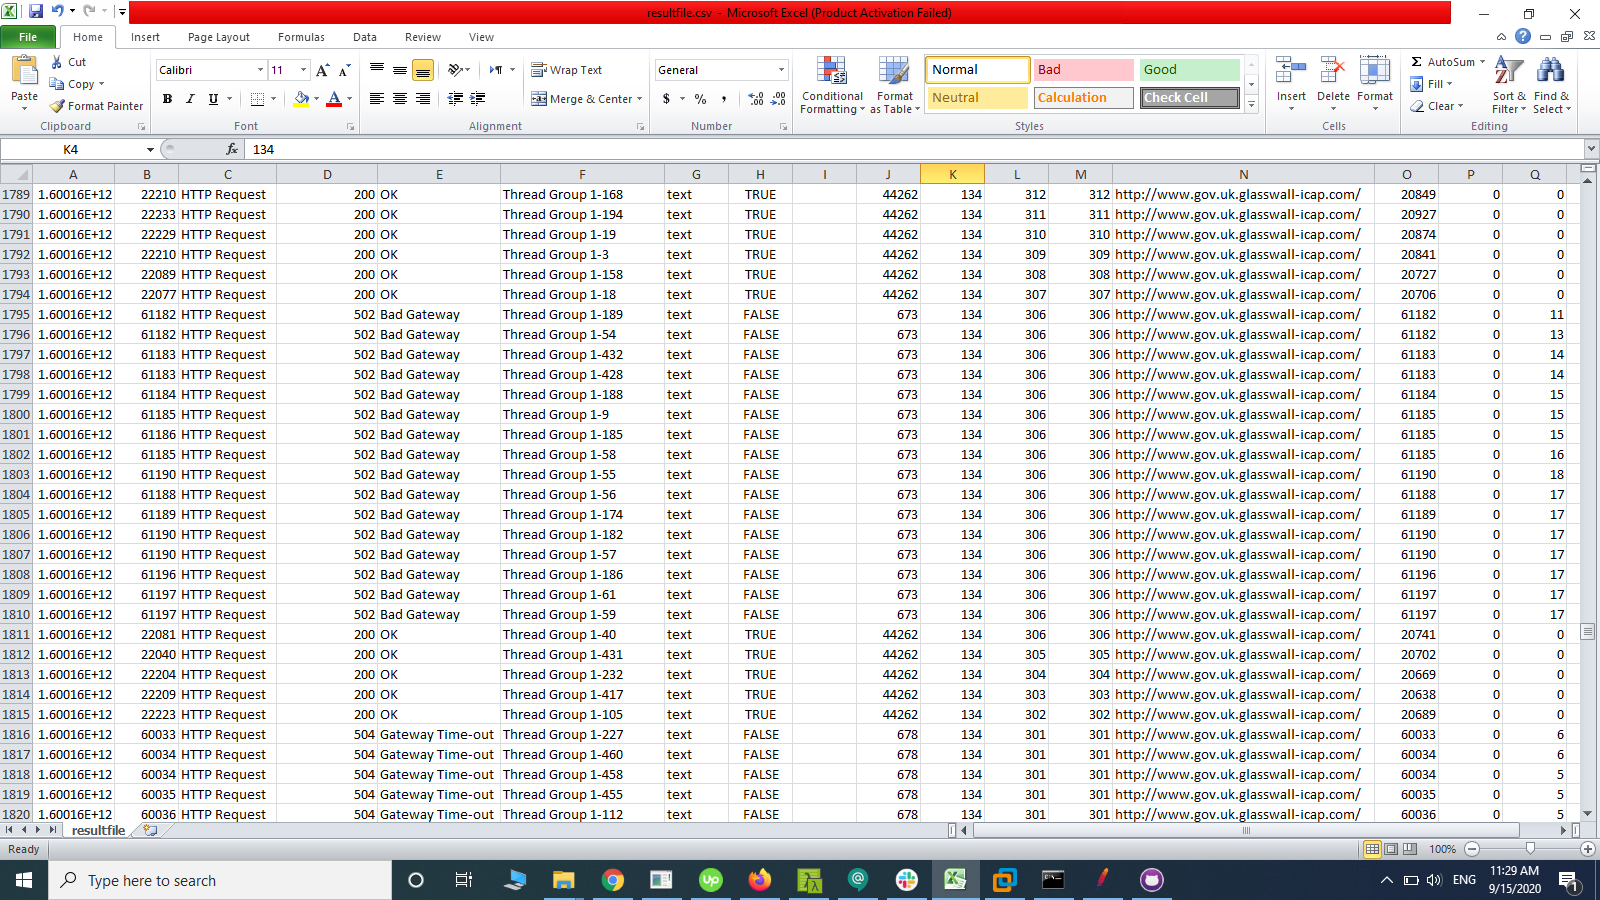 resultfile.csv - Microsoft Excel (Product Activation Failed)
File Home Insert Page Layout Formulas Data Review View
Paste Cut Copy Format Painter Clipboard
Calibri 11 B I U Font
Wrap Text Merge & Center Alignment
General $ % , Number
Conditional Formatting Format as Table Normal Bad Good Neutral Calculation Check Cell Styles
Insert Delete Format Cells
AutoSum Fill Clear Sort & Filter Find & Select Editing
K4 fx 134
A B C D E F G H I J K L M N O P Q
1789 1.60016E+12 22210 HTTP Request 200 OK Thread Group 1-168 text TRUE 44262 134 312 312 http://www.gov.uk.glasswall-icap.com/ 20849 0 0
1790 1.60016E+12 22233 HTTP Request 200 OK Thread Group 1-194 text TRUE 44262 134 311 311 http://www.gov.uk.glasswall-icap.com/ 20927 0 0
1791 1.60016E+12 22229 HTTP Request 200 OK Thread Group 1-19 text TRUE 44262 134 310 310 http://www.gov.uk.glasswall-icap.com/ 20874 0 0
1792 1.60016E+12 22210 HTTP Request 200 OK Thread Group 1-3 text TRUE 44262 134 309 309 http://www.gov.uk.glasswall-icap.com/ 20841 0 0
1793 1.60016E+12 22089 HTTP Request 200 OK Thread Group 1-158 text TRUE 44262 134 308 308 http://www.gov.uk.glasswall-icap.com/ 20727 0 0
1794 1.60016E+12 22077 HTTP Request 200 OK Thread Group 1-18 text TRUE 44262 134 307 307 http://www.gov.uk.glasswall-icap.com/ 20706 0 0
1795 1.60016E+12 61182 HTTP Request 502 Bad Gateway Thread Group 1-189 text FALSE 673 134 306 306 http://www.gov.uk.glasswall-icap.com/ 61182 0 11
1796 1.60016E+12 61182 HTTP Request 502 Bad Gateway Thread Group 1-54 text FALSE 673 134 306 306 http://www.gov.uk.glasswall-icap.com/ 61182 0 13
1797 1.60016E+12 61183 HTTP Request 502 Bad Gateway Thread Group 1-432 text FALSE 673 134 306 306 http://www.gov.uk.glasswall-icap.com/ 61183 0 14
1798 1.60016E+12 61183 HTTP Request 502 Bad Gateway Thread Group 1-428 text FALSE 673 134 306 306 http://www.gov.uk.glasswall-icap.com/ 61183 0 14
1799 1.60016E+12 61184 HTTP Request 502 Bad Gateway Thread Group 1-188 text FALSE 673 134 306 306 http://www.gov.uk.glasswall-icap.com/ 61184 0 15
1800 1.60016E+12 61185 HTTP Request 502 Bad Gateway Thread Group 1-9 text FALSE 673 134 306 306 http://www.gov.uk.glasswall-icap.com/ 61185 0 15
1801 1.60016E+12 61186 HTTP Request 502 Bad Gateway Thread Group 1-185 text FALSE 673 134 306 306 http://www.gov.uk.glasswall-icap.com/ 61185 0 15
1802 1.60016E+12 61185 HTTP Request 502 Bad Gateway Thread Group 1-58 text FALSE 673 134 306 306 http://www.gov.uk.glasswall-icap.com/ 61185 0 16
1803 1.60016E+12 61190 HTTP Request 502 Bad Gateway Thread Group 1-55 text FALSE 673 134 306 306 http://www.gov.uk.glasswall-icap.com/ 61190 0 18
1804 1.60016E+12 61188 HTTP Request 502 Bad Gateway Thread Group 1-56 text FALSE 673 134 306 306 http://www.gov.uk.glasswall-icap.com/ 61188 0 17
1805 1.60016E+12 61189 HTTP Request 502 Bad Gateway Thread Group 1-174 text FALSE 673 134 306 306 http://www.gov.uk.glasswall-icap.com/ 61189 0 17
1806 1.60016E+12 61190 HTTP Request 502 Bad Gateway Thread Group 1-182 text FALSE 673 134 306 306 http://www.gov.uk.glasswall-icap.com/ 61190 0 17
1807 1.60016E+12 61190 HTTP Request 502 Bad Gateway Thread Group 1-57 text FALSE 673 134 306 306 http://www.gov.uk.glasswall-icap.com/ 61190 0 17
1808 1.60016E+12 61196 HTTP Request 502 Bad Gateway Thread Group 1-186 text FALSE 673 134 306 306 http://www.gov.uk.glasswall-icap.com/ 61196 0 17
1809 1.60016E+12 61197 HTTP Request 502 Bad Gateway Thread Group 1-61 text FALSE 673 134 306 306 http://www.gov.uk.glasswall-icap.com/ 61197 0 17
1810 1.60016E+12 61197 HTTP Request 502 Bad Gateway Thread Group 1-59 text FALSE 673 134 306 306 http://www.gov.uk.glasswall-icap.com/ 61197 0 17
1811 1.60016E+12 22081 HTTP Request 200 OK Thread Group 1-40 text TRUE 44262 134 306 306 http://www.gov.uk.glasswall-icap.com/ 20741 0 0
1812 1.60016E+12 22040 HTTP Request 200 OK Thread Group 1-431 text TRUE 44262 134 305 305 http://www.gov.uk.glasswall-icap.com/ 20702 0 0
1813 1.60016E+12 22204 HTTP Request 200 OK Thread Group 1-232 text TRUE 44262 134 304 304 http://www.gov.uk.glasswall-icap.com/ 20669 0 0
1814 1.60016E+12 22209 HTTP Request 200 OK Thread Group 1-417 text TRUE 44262 134 303 303 http://www.gov.uk.glasswall-icap.com/ 20638 0 0
1815 1.60016E+12 22223 HTTP Request 200 OK Thread Group 1-105 text TRUE 44262 134 302 302 http://www.gov.uk.glasswall-icap.com/ 20689 0 0
1816 1.60016E+12 60033 HTTP Request 504 Gateway Time-out Thread Group 1-227 text FALSE 678 134 301 301 http://www.gov.uk.glasswall-icap.com/ 60033 0 6
1817 1.60016E+12 60034 HTTP Request 504 Gateway Time-out Thread Group 1-460 text FALSE 678 134 301 301 http://www.gov.uk.glasswall-icap.com/ 60034 0 6
1818 1.60016E+12 60034 HTTP Request 504 Gateway Time-out Thread Group 1-458 text FALSE 678 134 301 301 http://www.gov.uk.glasswall-icap.com/ 60034 0 5
1819 1.60016E+12 60035 HTTP Request 504 Gateway Time-out Thread Group 1-455 text FALSE 678 134 301 301 http://www.gov.uk.glasswall-icap.com/ 60035 0 5
1820 1.60016E+12 60036 HTTP Request 504 Gateway Time-out Thread Group 1-112 text FALSE 678 134 301 301 http://www.gov.uk.glasswall-icap.com/ 60036 0 5
resultfile
Ready 100%
Type here to search
ENG 11:29 AM
9/15/2020
1